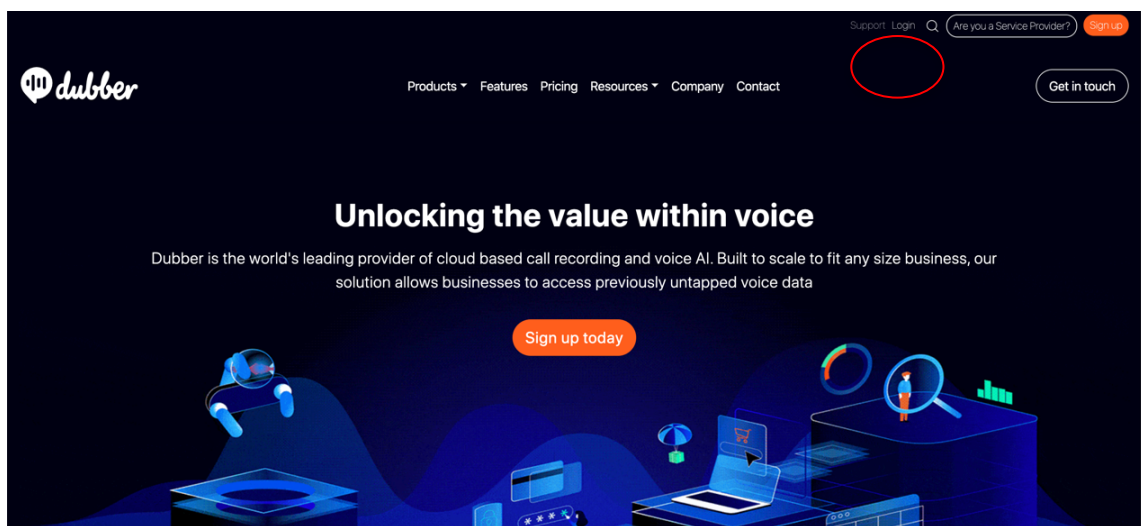 Support Login Are you a Service Provider? Sign up
dubber
Products Features Pricing Resources Company Contact
Get in touch
Unlocking the value within voice
Dubber is the world's leading provider of cloud based call recording and voice AI. Built to scale to fit any size business, our
solution allows businesses to access previously untapped voice data
Sign up today
* * * *